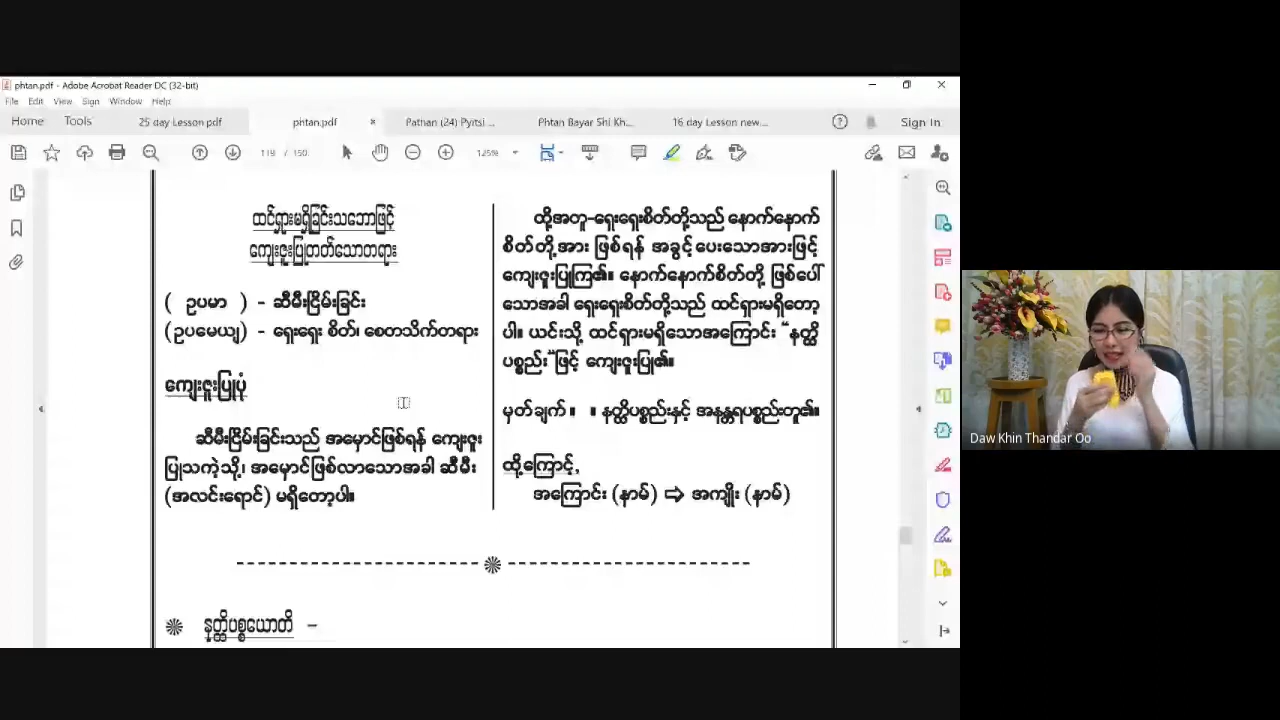 phtan.pdf - Adobe Acrobat Reader DC (32-bit)
File Edit View Sign Window Help
Home Tools 25 day Lesson.pdf phtan.pdf × Pathan (24) Pyitsi ... Phtan Bayar Shi Kh... 16 day Lesson new... Sign In
119 / 150 125%
ထင်ရှားမရှိခြင်းသဘောဖြင့်
ကျေးဇူးပြုတတ်သောတရား
( ဥပမာ ) - ဆီမီးငြိမ်းခြင်း
(ဥပမေယျ) - ရှေးရှေး စိတ်၊ စေတသိက်တရား
ကျေးဇူးပြုပုံ
ဆီမီးငြိမ်းခြင်းသည် အမှောင်ဖြစ်ရန် ကျေးဇူး
ပြုသကဲ့သို့၊ အမှောင်ဖြစ်လာသောအခါ ဆီမီး
(အလင်းရောင်) မရှိတော့ပါ။
ထို့အတူ-ရှေးရှေးစိတ်တို့သည် နောက်နောက်
စိတ်တို့အား ဖြစ်ရန် အခွင့်ပေးသောအားဖြင့်
ကျေးဇူးပြုကြ၏။ နောက်နောက်စိတ်တို့ ဖြစ်ပေါ်
သောအခါ ရှေးရှေးစိတ်တို့သည် ထင်ရှားမရှိတော့
ပါ။ ယင်းသို့ ထင်ရှားမရှိသောအကြောင်း “နတ္ထိ
ပစ္စည်း”ဖြင့် ကျေးဇူးပြု၏။
မှတ်ချက် ။ ။ နတ္ထိပစ္စည်းနှင့် အနန္တရပစ္စည်းတူ၏။
ထို့ကြောင့်,
အကြောင်း (နာမ်) ⇨ အကျိုး (နာမ်)
နတ္ထိပစ္စယောတိ –
Daw Khin Thandar Oo